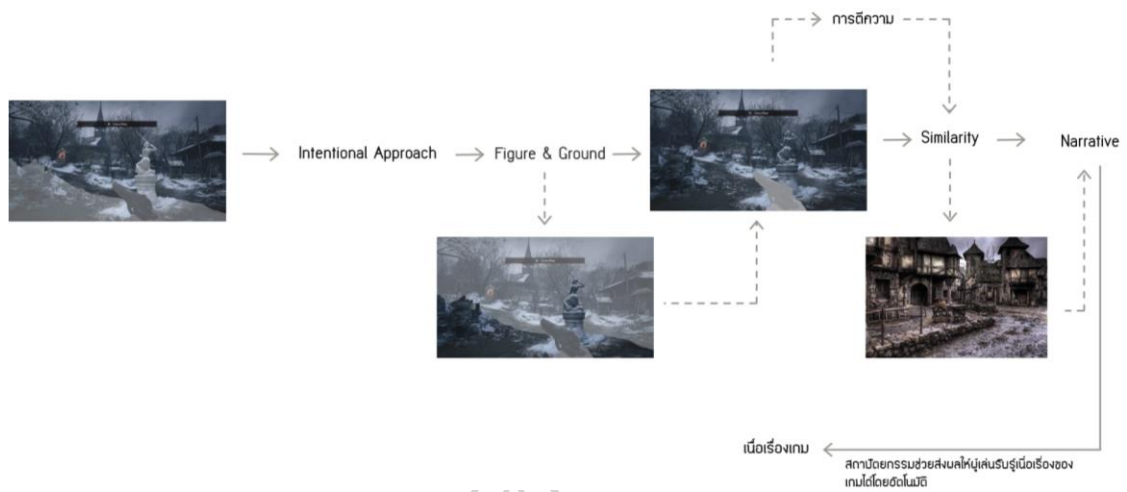 การตีความ
Intentional Approach
Figure & Ground
Similarity
Narrative
เนื้อเรื่องเกม
สถาปัตยกรรมช่วยส่งผลให้ผู้เล่นรับรู้เนื้อเรื่องของ
เกมได้โดยอัตโนมัติ